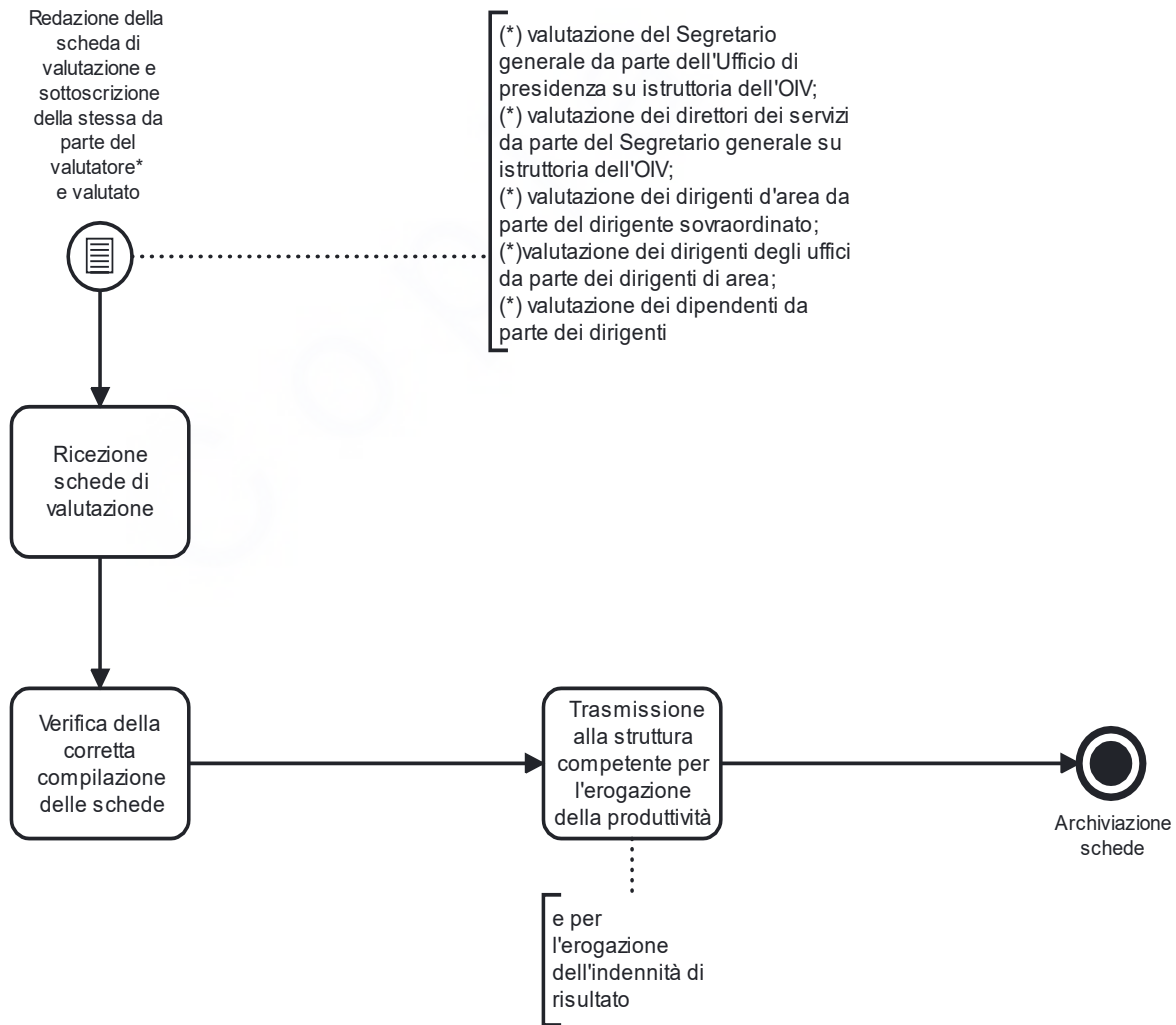 Redazione della
scheda di
valutazione e
sottoscrizione
della stessa da
parte del
valutatore*
e valutato
(*) valutazione del Segretario
generale da parte dell'Ufficio di
presidenza su istruttoria dell'OIV;
(*) valutazione dei direttori dei servizi
da parte del Segretario generale su
istruttoria dell'OIV;
(*) valutazione dei dirigenti d'area da
parte del dirigente sovraordinato;
(*)valutazione dei dirigenti degli uffici
da parte dei dirigenti di area;
(*) valutazione dei dipendenti da
parte dei dirigenti
Ricezione
schede di
valutazione
Verifica della
corretta
compilazione
delle schede
Trasmissione
alla struttura
competente per
l'erogazione
della produttività
Archiviazione
schede
e per
l'erogazione
dell'indennità di
risultato